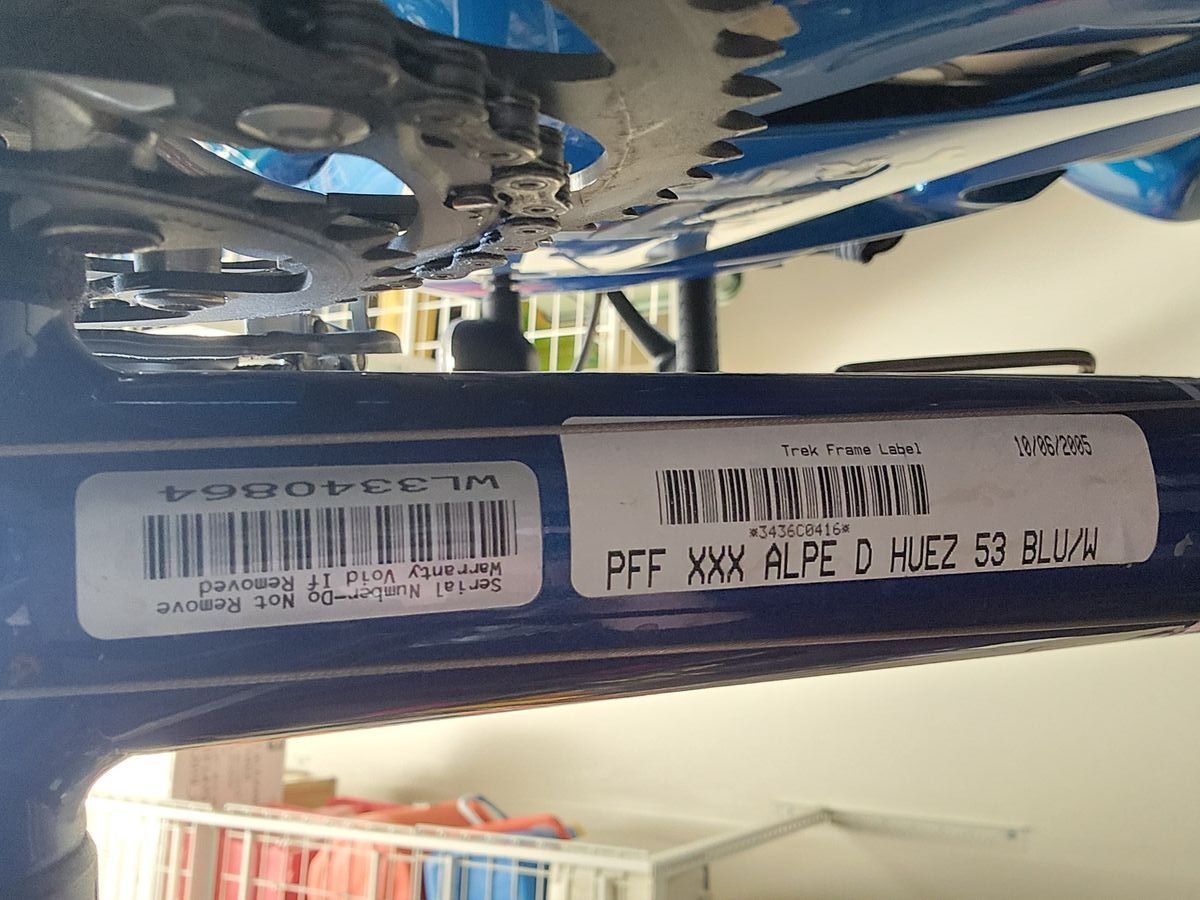 WL3340864
Serial Number-Do Not Remove
Warranty Void If Removed
Trek Frame Label
10/06/2005
*3436C0416*
PFF XXX ALPE D HUEZ 53 BLU/W